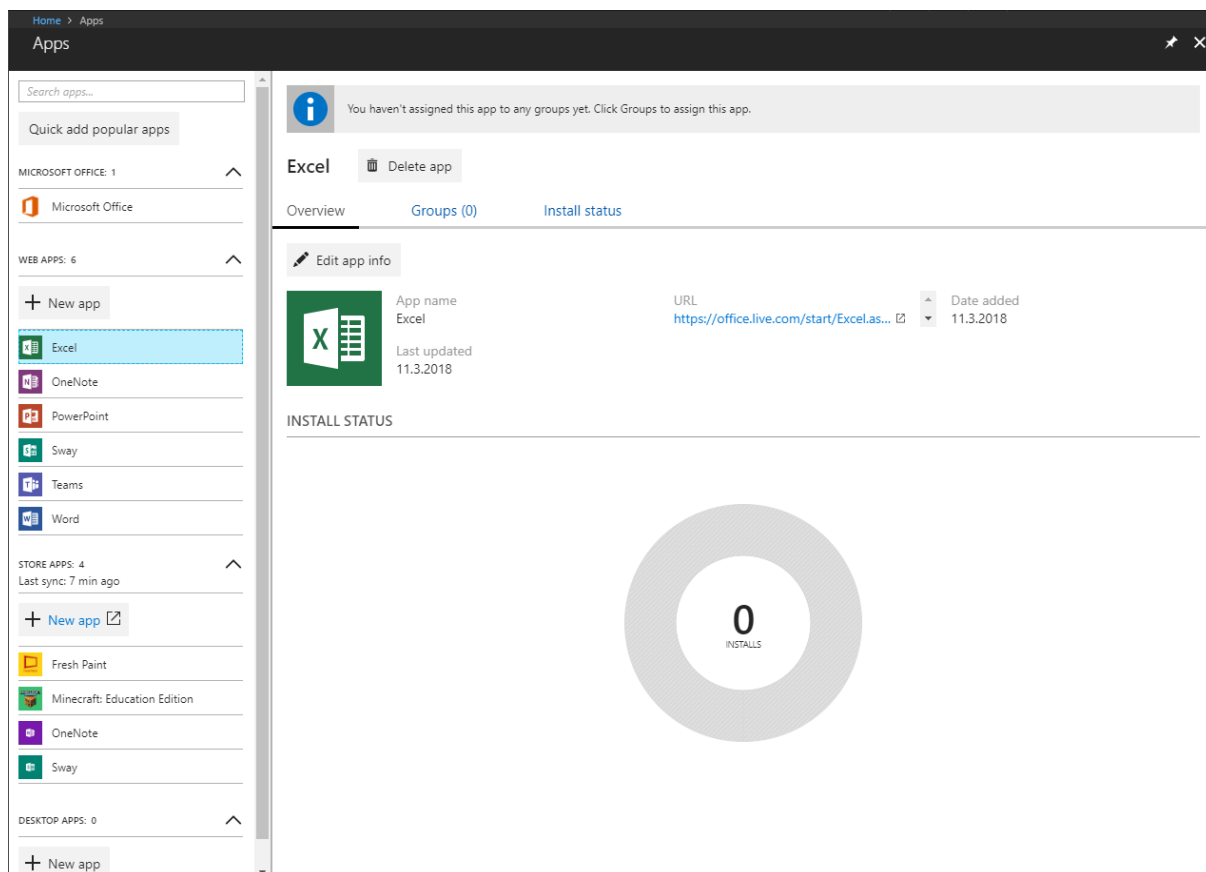 Home > Apps
Apps
Search apps...
Quick add popular apps
MICROSOFT OFFICE: 1
Microsoft Office
WEB APPS: 6
New app
Excel
OneNote
PowerPoint
Sway
Teams
Word
STORE APPS: 4
Last sync: 7 min ago
New app
Fresh Paint
Minecraft: Education Edition
OneNote
Sway
DESKTOP APPS: 0
New app
You haven't assigned this app to any groups yet. Click Groups to assign this app.
Excel Delete app
Overview Groups (0) Install status
Edit app info
App name
Excel
Last updated
11.3.2018
URL
https://office.live.com/start/Excel.as...
Date added
11.3.2018
INSTALL STATUS
0
INSTALLS